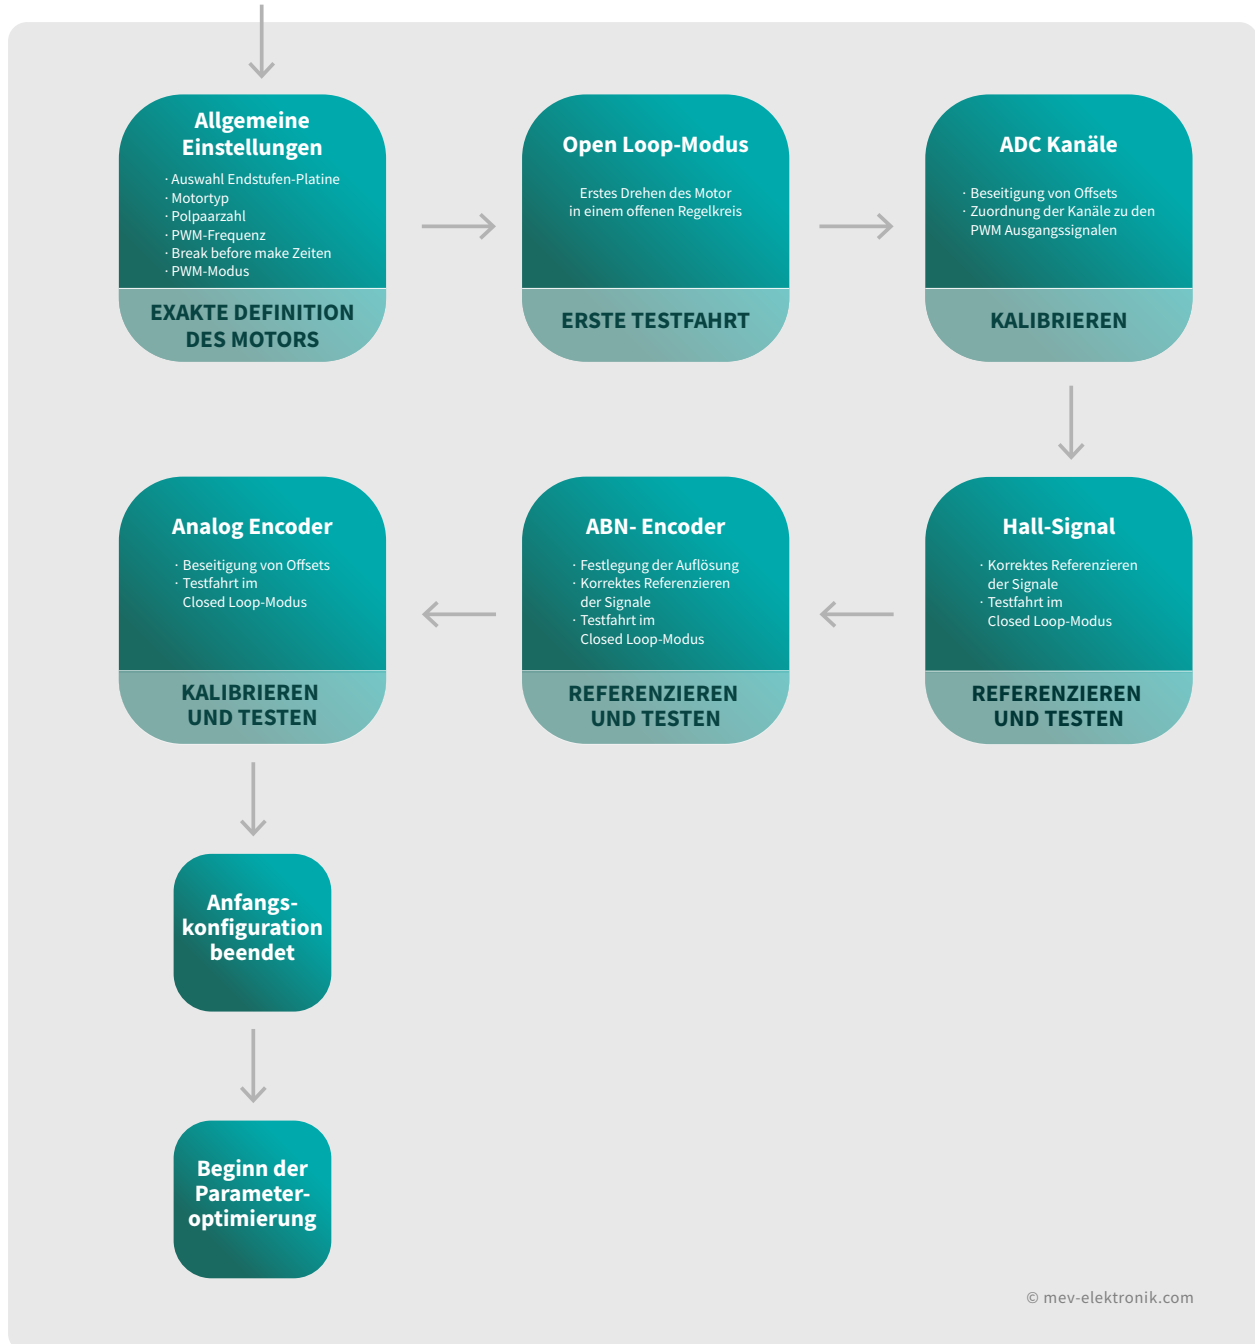 Allgemeine
Einstellungen
· Auswahl Endstufen-Platine
· Motortyp
· Polpaarzahl
· PWM-Frequenz
· Break before make Zeiten
· PWM-Modus
EXAKTE DEFINITION
DES MOTORS
Open Loop-Modus
Erstes Drehen des Motor
in einem offenen Regelkreis
ERSTE TESTFAHRT
ADC Kanäle
· Beseitigung von Offsets
· Zuordnung der Kanäle zu den
PWM Ausgangssignalen
KALIBRIEREN
Hall-Signal
· Korrektes Referenzieren
der Signale
· Testfahrt im
Closed Loop-Modus
REFERENZIEREN
UND TESTEN
ABN- Encoder
· Festlegung der Auflösung
· Korrektes Referenzieren
der Signale
· Testfahrt im
Closed Loop-Modus
REFERENZIEREN
UND TESTEN
Analog Encoder
· Beseitigung von Offsets
· Testfahrt im
Closed Loop-Modus
KALIBRIEREN
UND TESTEN
Anfangs-
konfiguration
beendet
Beginn der
Parameter-
optimierung
© mev-elektronik.com